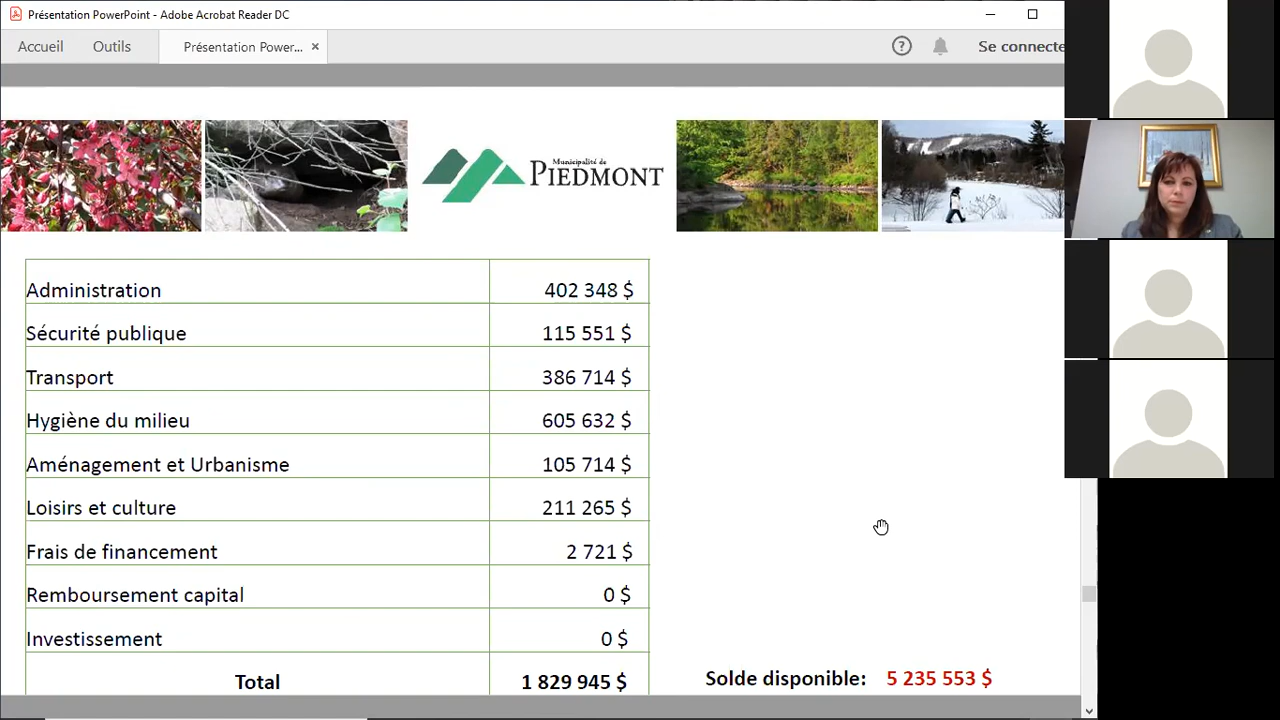 Présentation PowerPoint - Adobe Acrobat Reader DC
Accueil Outils Présentation Power... × ? Se connecte
Municipalité de
PIEDMONT
Administration 402 348 $
Sécurité publique 115 551 $
Transport 386 714 $
Hygiène du milieu 605 632 $
Aménagement et Urbanisme 105 714 $
Loisirs et culture 211 265 $
Frais de financement 2 721 $
Remboursement capital 0 $
Investissement 0 $
Total 1 829 945 $
Solde disponible: 5 235 553 $